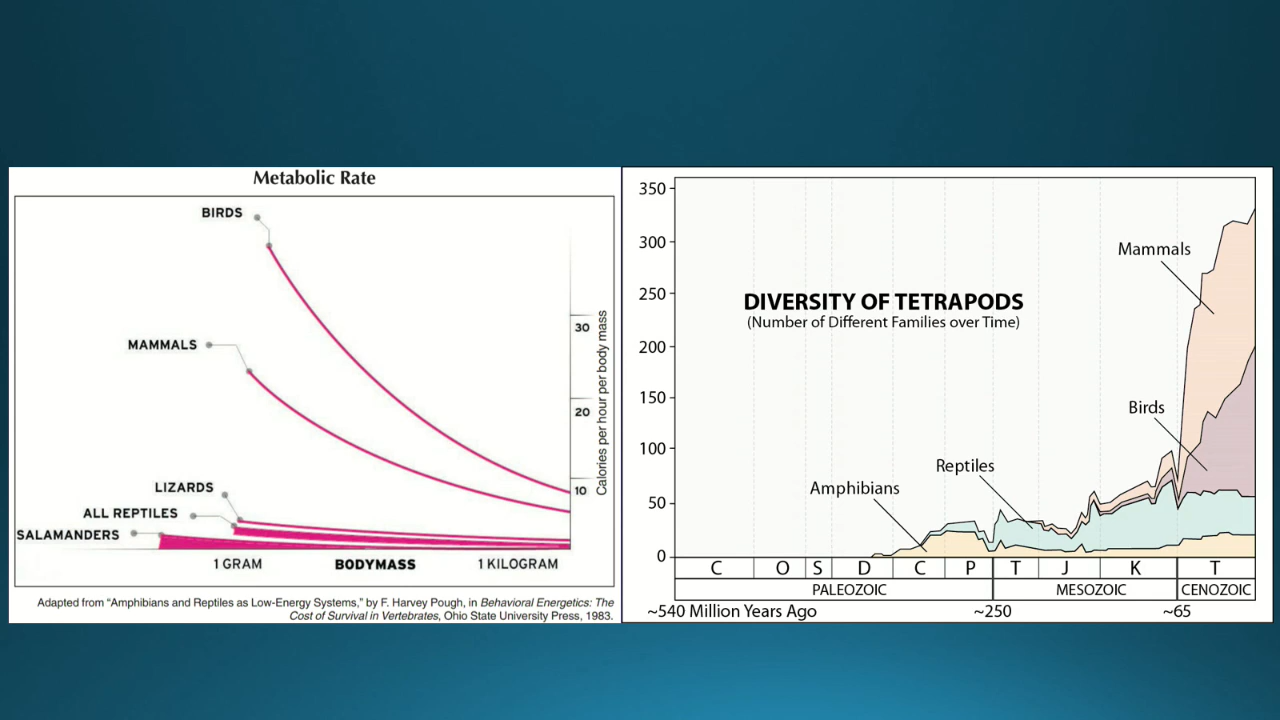 Metabolic Rate
BIRDS
MAMMALS
LIZARDS
ALL REPTILES
SALAMANDERS
30
20
10
Calories per hour per body mass
1 GRAM
BODYMASS
1 KILOGRAM
Adapted from “Amphibians and Reptiles as Low-Energy Systems,” by F. Harvey Pough, in Behavioral Energetics: The
Cost of Survival in Vertebrates, Ohio State University Press, 1983.
350
300
250
200
150
100
50
0
DIVERSITY OF TETRAPODS
(Number of Different Families over Time)
Mammals
Birds
Reptiles
Amphibians
C O S D C P T J K T
PALEOZOIC MESOZOIC CENOZOIC
~540 Million Years Ago ~250 ~65